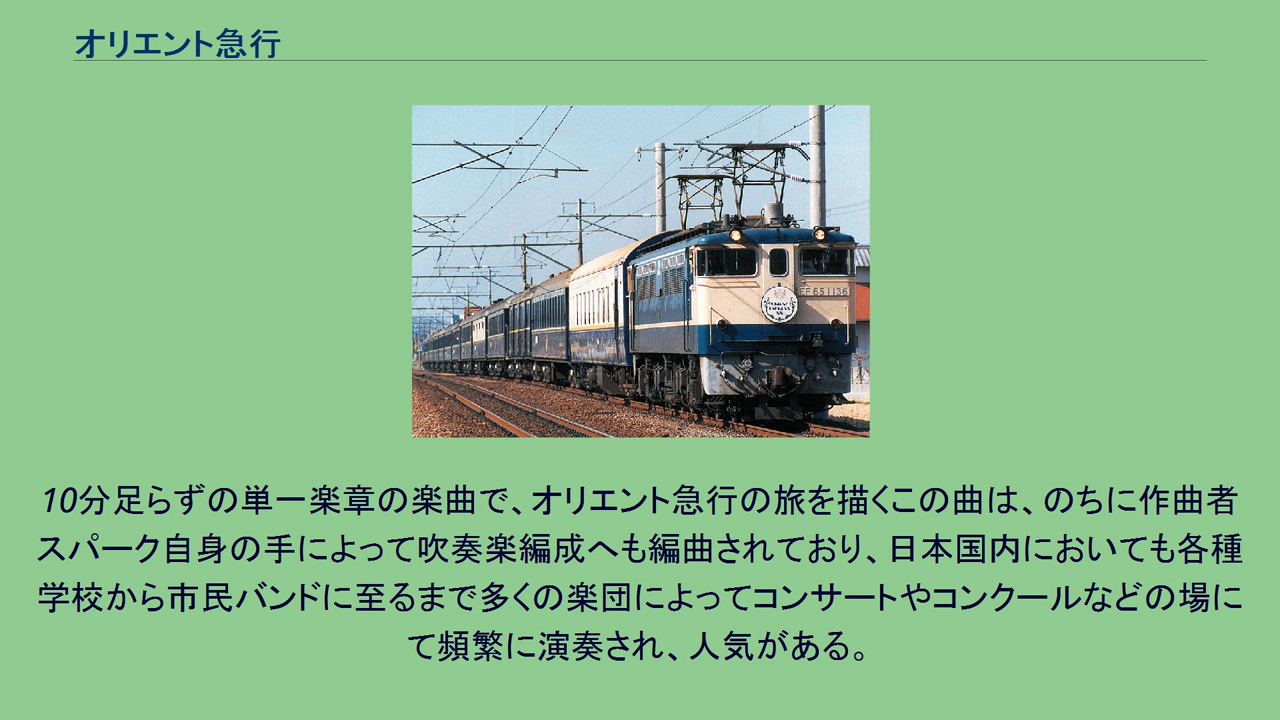 オリエント急行
EF65 1136
10分足らずの単一楽章の楽曲で、オリエント急行の旅を描くこの曲は、のちに作曲者
スパーク自身の手によって吹奏楽編成へも編曲されており、日本国内においても各種
学校から市民バンドに至るまで多くの楽団によってコンサートやコンクールなどの場に
て頻繁に演奏され、人気がある。